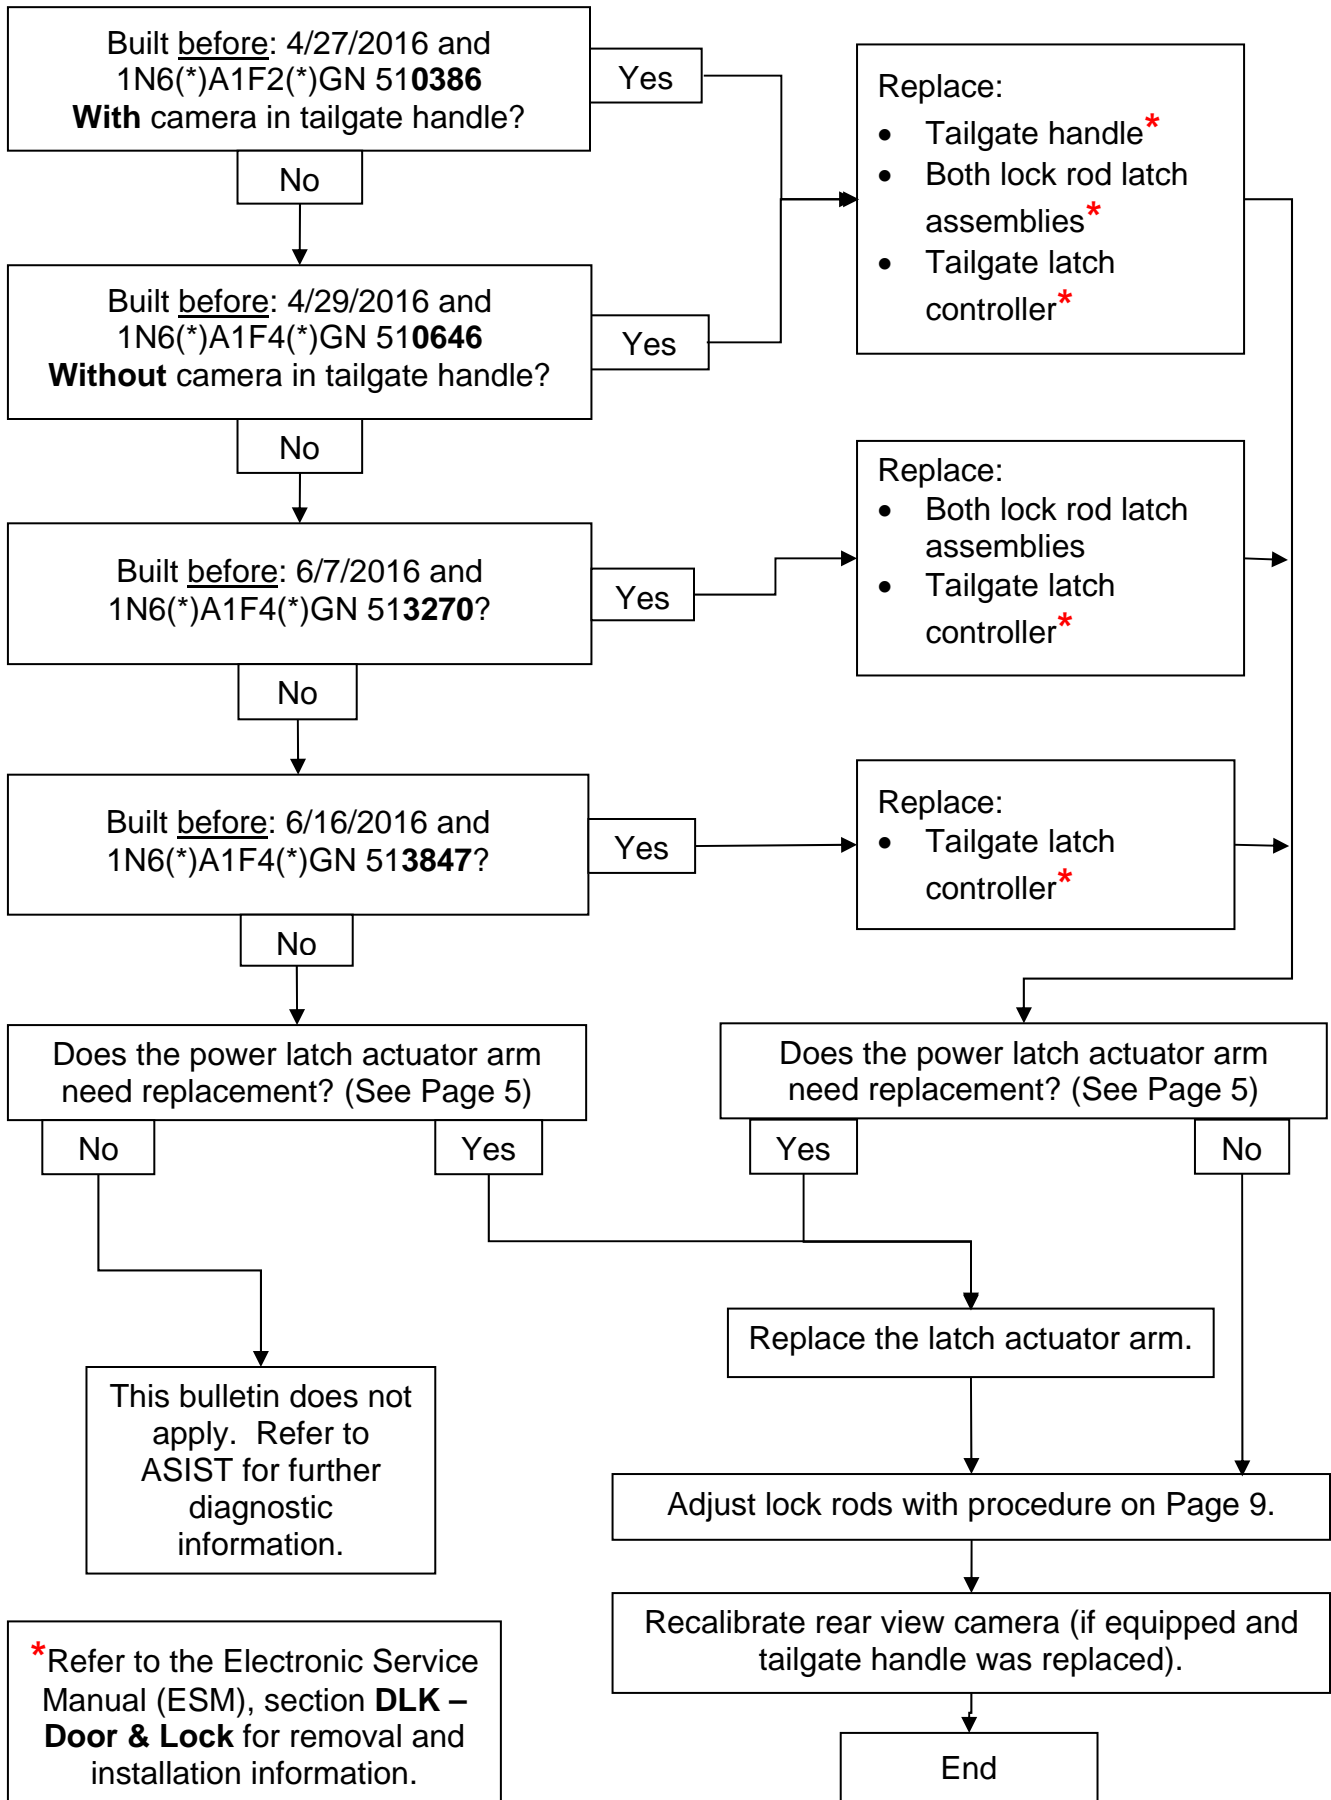 Built before: 4/27/2016 and
1N6(*)A1F2(*)GN 510386
With camera in tailgate handle?
Yes
No
Replace:
• Tailgate handle*
• Both lock rod latch
assemblies*
• Tailgate latch
controller*
Built before: 4/29/2016 and
1N6(*)A1F4(*)GN 510646
Without camera in tailgate handle?
Yes
No
Built before: 6/7/2016 and
1N6(*)A1F4(*)GN 513270?
Yes
No
Replace:
• Both lock rod latch
assemblies
• Tailgate latch
controller*
Built before: 6/16/2016 and
1N6(*)A1F4(*)GN 513847?
Yes
No
Replace:
• Tailgate latch
controller*
Does the power latch actuator arm
need replacement? (See Page 5)
No
Yes
Does the power latch actuator arm
need replacement? (See Page 5)
Yes
No
Replace the latch actuator arm.
This bulletin does not
apply.  Refer to
ASIST for further
diagnostic
information.
Adjust lock rods with procedure on Page 9.
Recalibrate rear view camera (if equipped and
tailgate handle was replaced).
*Refer to the Electronic Service
Manual (ESM), section DLK –
Door & Lock for removal and
installation information.
End